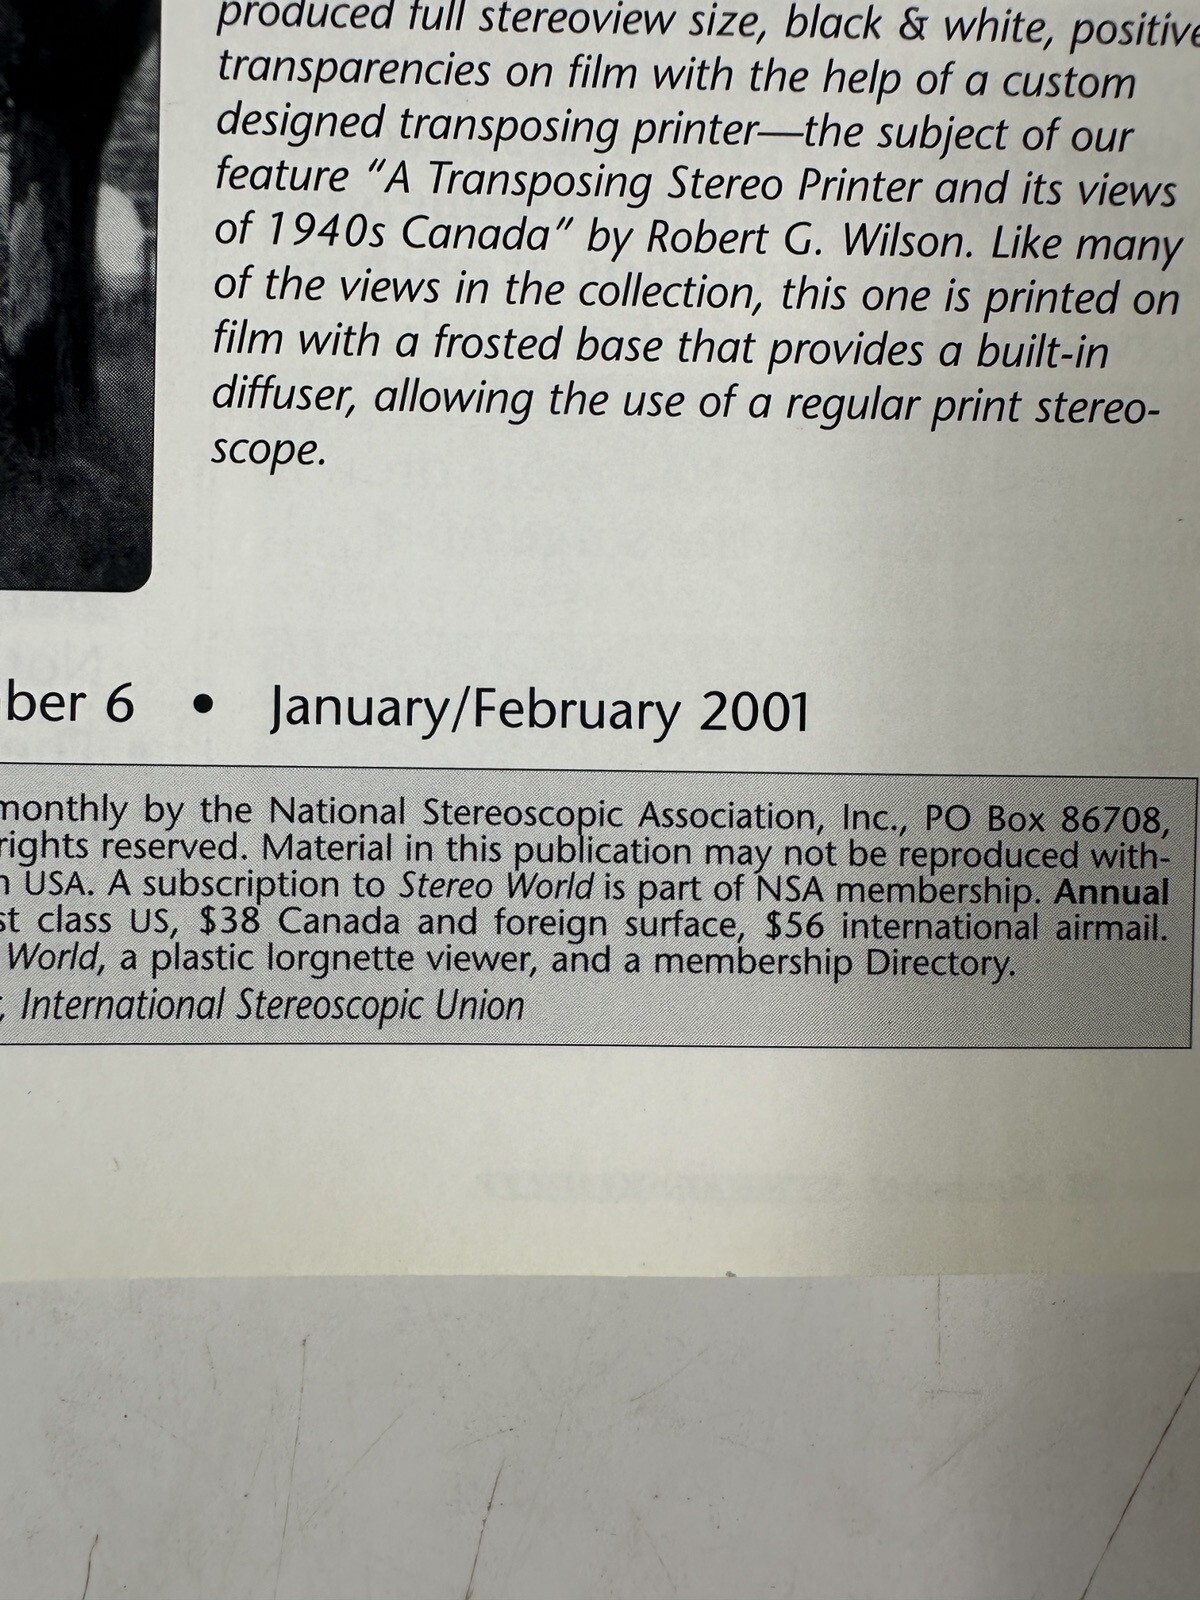 produced full stereoview size, black & white, positive
transparencies on film with the help of a custom
designed transposing printer—the subject of our
feature "A Transposing Stereo Printer and its views
of 1940s Canada" by Robert G. Wilson. Like many
of the views in the collection, this one is printed on
film with a frosted base that provides a built-in
diffuser, allowing the use of a regular print stereo-
scope.
ber 6 • January/February 2001
monthly by the National Stereoscopic Association, Inc., PO Box 86708,
rights reserved. Material in this publication may not be reproduced with-
USA. A subscription to Stereo World is part of NSA membership. Annual
st class US, $38 Canada and foreign surface, $56 international airmail.
World, a plastic lorgnette viewer, and a membership Directory.
, International Stereoscopic Union